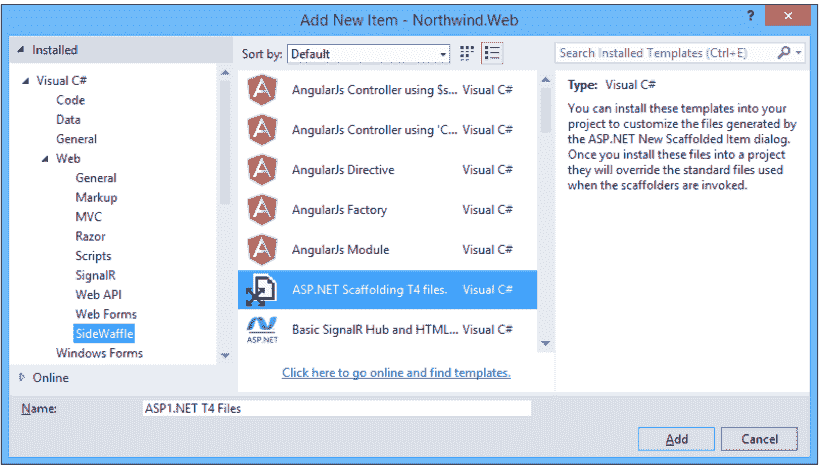 Add New Item - Northwind.Web
?
Installed
Visual C#
Code
Data
General
Web
General
Markup
MVC
Razor
Scripts
SignalR
Web API
Web Forms
SideWaffle
Windows Forms
Online
Sort by: Default
AngularJs Controller using $s... Visual C#
AngularJs Controller using 'C... Visual C#
AngularJs Directive Visual C#
AngularJs Factory Visual C#
AngularJs Module Visual C#
ASP.NET Scaffolding T4 files. Visual C#
Basic SignalR Hub and HTML... Visual C#
ASP.NET
Click here to go online and find templates.
Search Installed Templates (Ctrl+E)
Type: Visual C#
You can install these templates into your
project to customize the files generated by
the ASP.NET New Scaffolded Item dialog.
Once you install these files into a project
they will override the standard files used
when the scaffolders are invoked.
Name: ASP1.NET T4 Files
Add Cancel